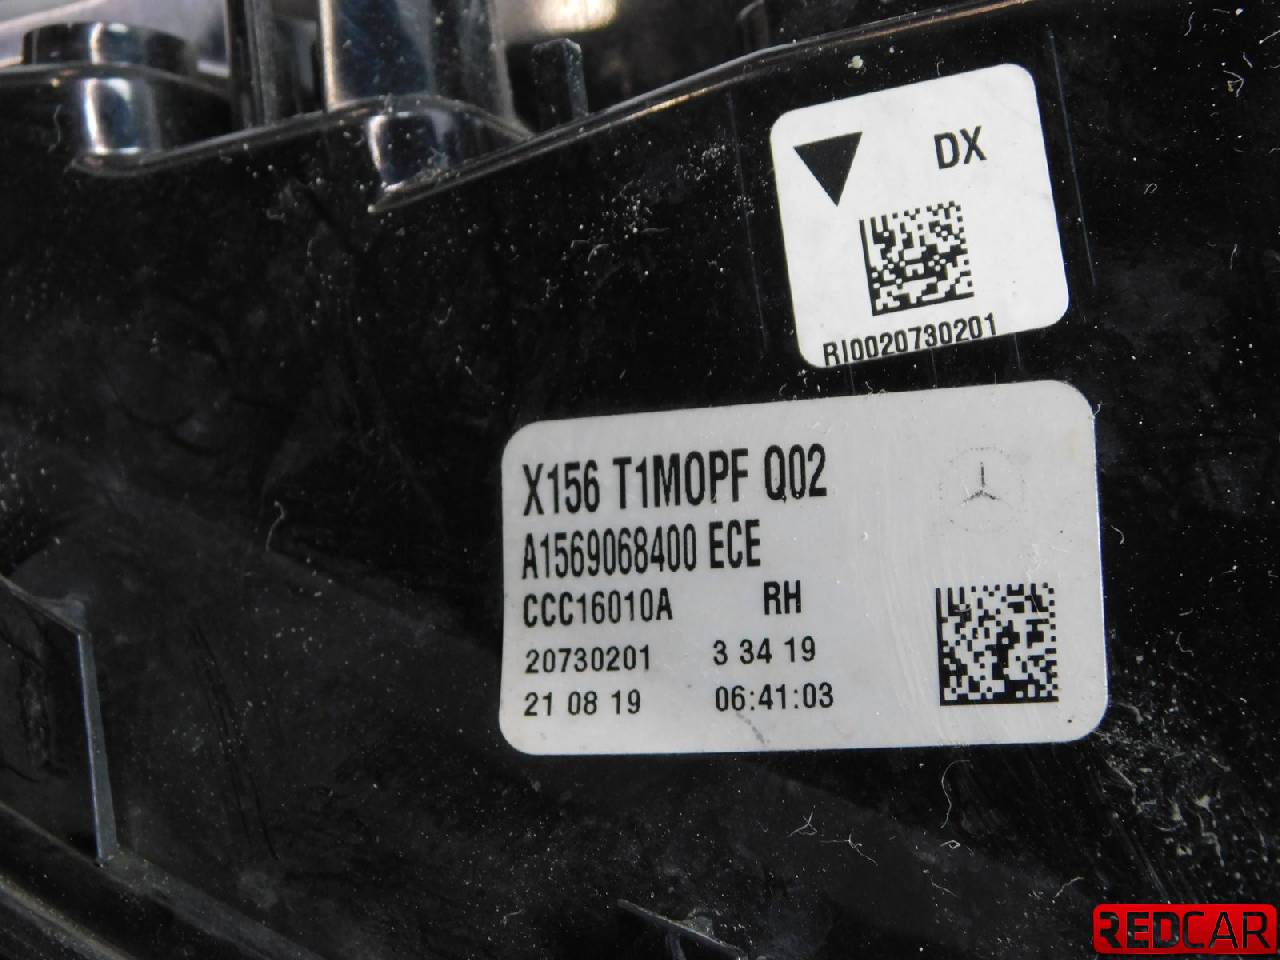 DX
RI0020730201
X156 T1MOPF Q02
A1569068400 ECE
CCC16010A RH
20730201 3 34 19
21 08 19 06:41:03
REDCAR